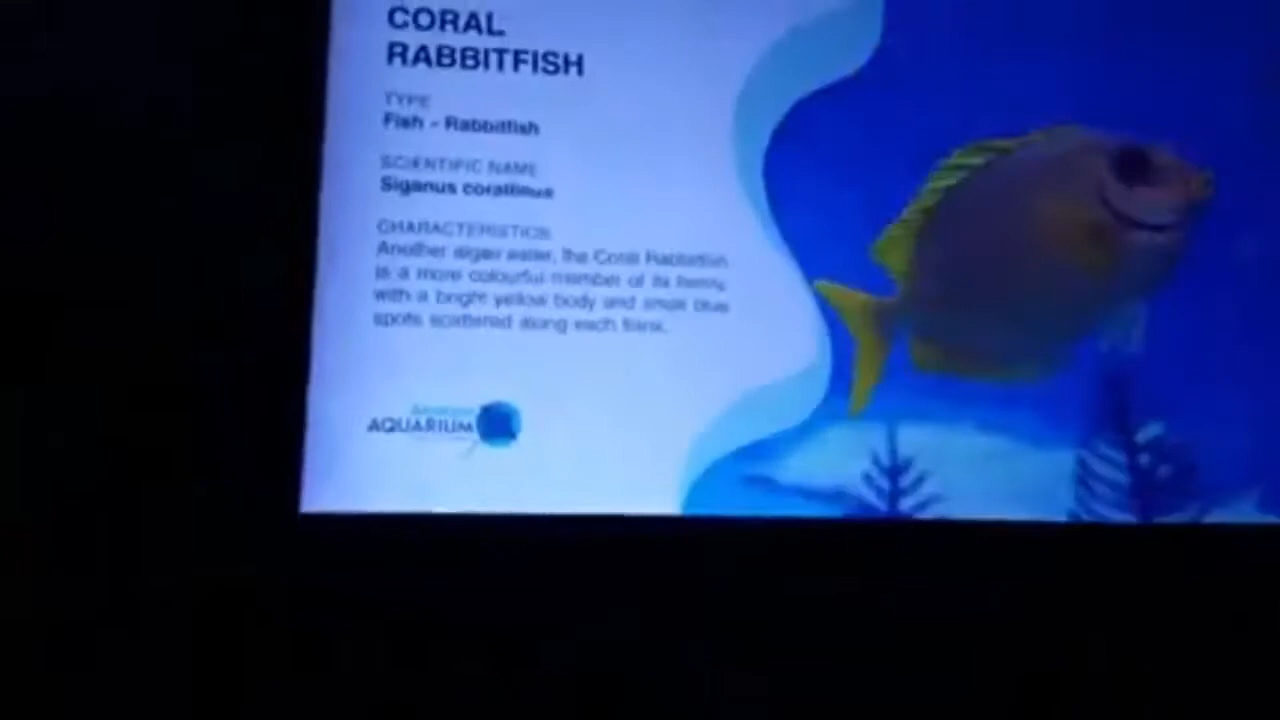 CORAL
RABBITFISH
TYPE
Fish - Rabbitfish
SCIENTIFIC NAME
Siganus corallinus
CHARACTERISTICS
Another algae eater, the Coral Rabbitfish
is a more colourful member of its family,
with a bright yellow body and small blue
spots scattered along each flank.
AQUARIUM